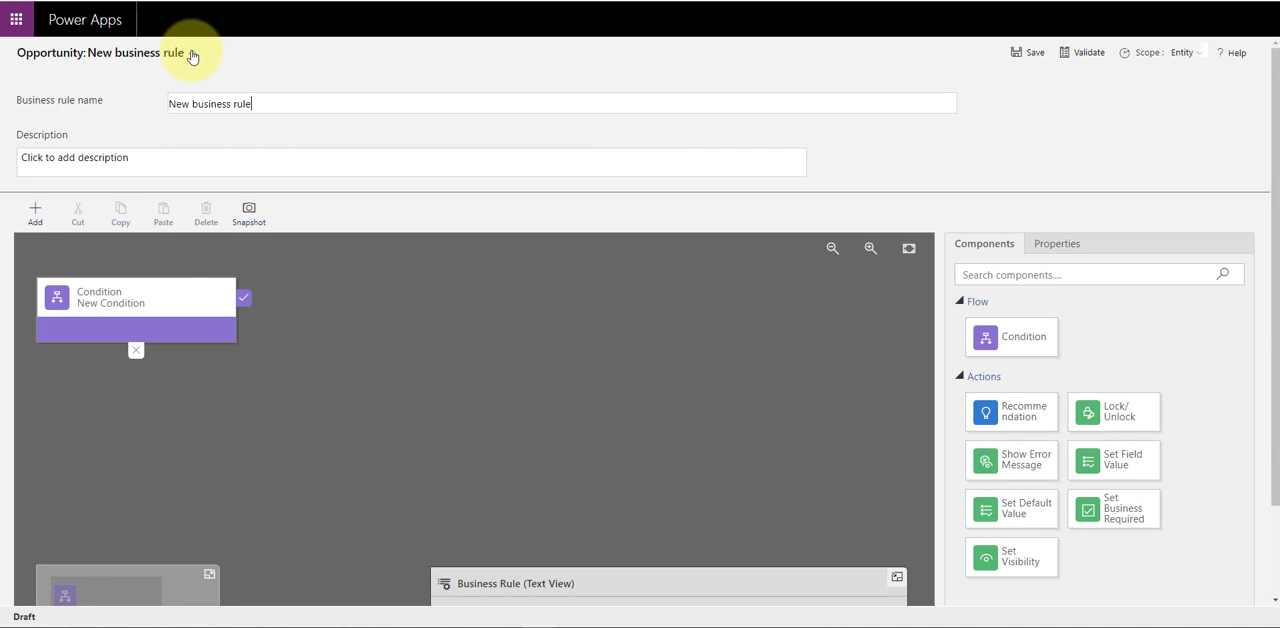 Power Apps
Opportunity: New business rule
Save
Validate
Scope :
Entity
? Help
Business rule name
New business rule
Description
Click to add description
Add
Cut
Copy
Paste
Delete
Snapshot
Components
Properties
Search components....
Condition
New Condition
Flow
Condition
Actions
Recomme
ndation
Lock/
Unlock
Show Error
Message
Set Field
Value
Set Default
Value
Set
Business
Required
Set
Visibility
Business Rule (Text View)
Draft